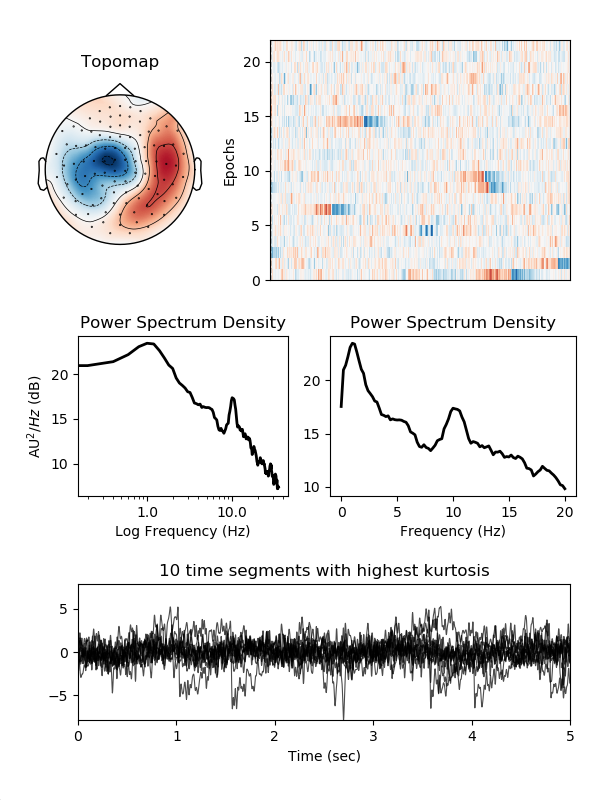 Topomap
Epochs
20
15
10
5
0
Power Spectrum Density
AU²/Hz (dB)
20
15
10
1.0 10.0
Log Frequency (Hz)
Power Spectrum Density
20
15
10
0 5 10 15 20
Frequency (Hz)
10 time segments with highest kurtosis
5
0
−5
0 1 2 3 4 5
Time (sec)